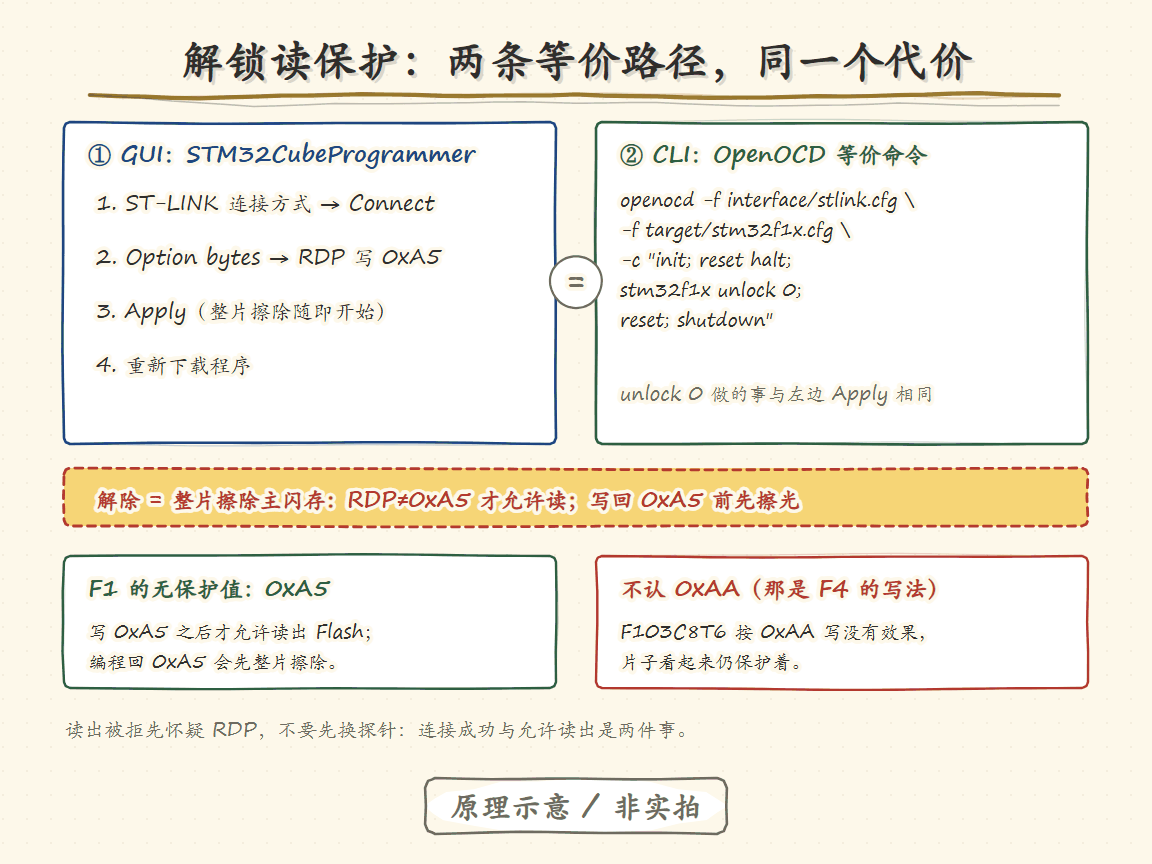 解锁读保护：两条等价路径，同一个代价
① GUI：STM32CubeProgrammer
1. ST-LINK 连接方式 → Connect
2. Option bytes → RDP 写 0xA5
3. Apply（整片擦除随即开始）
4. 重新下载程序
=
② CLI：OpenOCD 等价命令
openocd -f interface/stlink.cfg \
-f target/stm32f1x.cfg \
-c "init; reset halt;
stm32f1x unlock 0;
reset; shutdown"
unlock 0 做的事与左边 Apply 相同
解除 = 整片擦除主闪存：RDP≠0xA5 才允许读；写回 0xA5 前先擦光
F1 的无保护值：0xA5
写 0xA5 之后才允许读出 Flash；
编程回 0xA5 会先整片擦除。
不认 0xAA（那是 F4 的写法）
F103C8T6 按 0xAA 写没有效果，
片子看起来仍保护着。
读出被拒先怀疑 RDP，不要先换探针：连接成功与允许读出是两件事。
原理示意 / 非实拍